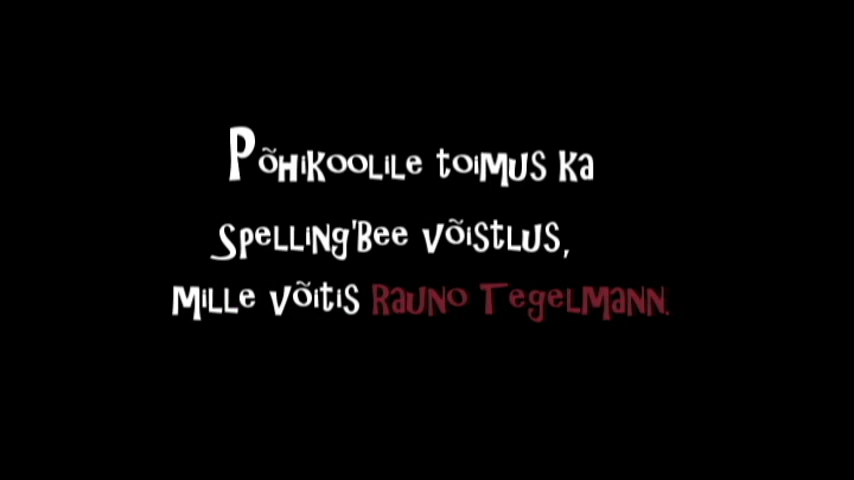 Põhikoolile toimus ka
Spelling'Bee võistlus,
mille võitis Rauno Tegelmann.